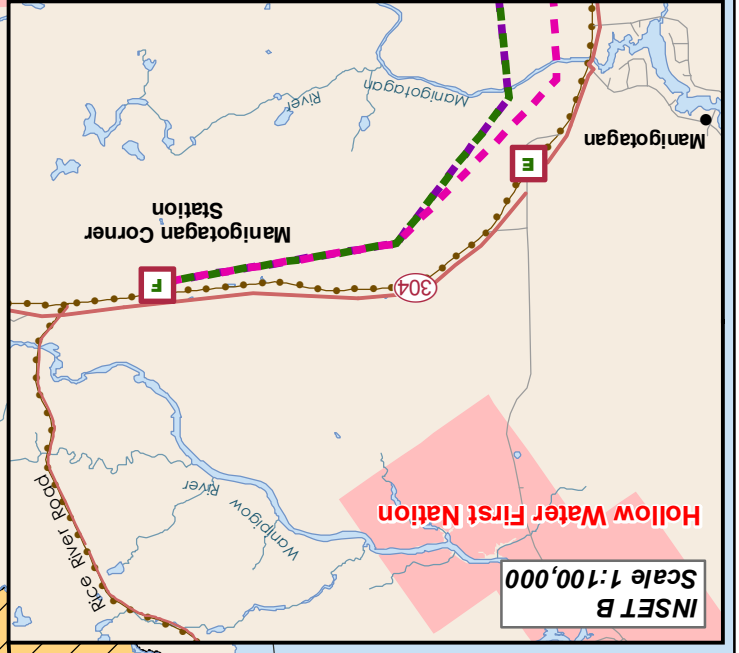 INSET B
Scale 1:100,000
Hollow Water First Nation
Wanipigow
River
Rice River Road
304
F
E
Manigotagan Corner
Station
Manigotagan
Manigotagan
River